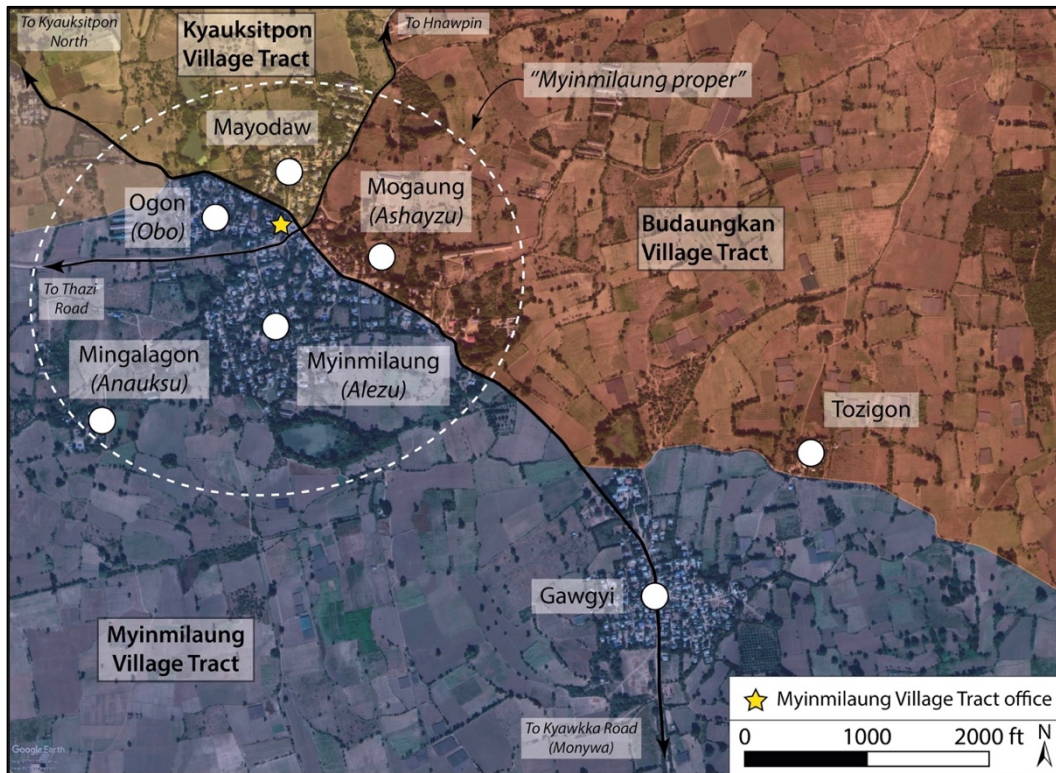 To Kyauksitpon
North
Kyauksitpon
Village Tract
To Hnawpin
"Myinmilaung proper"
Mayodaw
Ogon
(Obo)
Mogaung
(Ashayzu)
Budaungkan
Village Tract
To Thazi
Road
Mingalagon
(Anauksu)
Myinmilaung
(Alezu)
Tozigon
Gawgyi
Myinmilaung
Village Tract
To Kyawkka Road
(Monywa)
Myinmilaung Village Tract office
0 1000 2000 ft
N
Google Earth